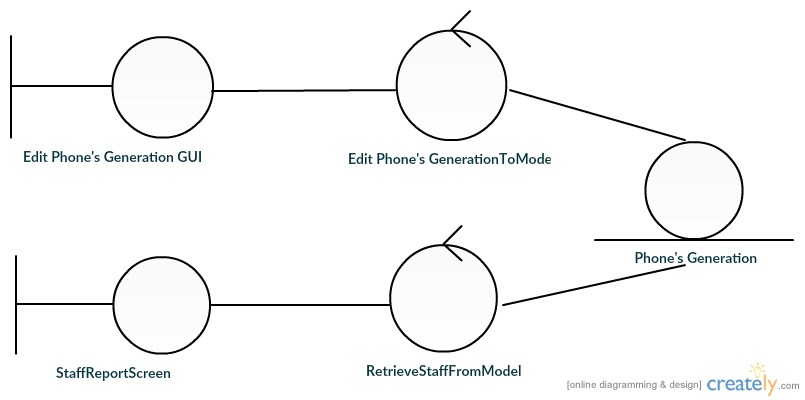 Edit Phone's Generation GUI
Edit Phone's GenerationToMode
Phone's Generation
StaffReportScreen
RetrieveStaffFromModel
[online diagramming & design] creately.com